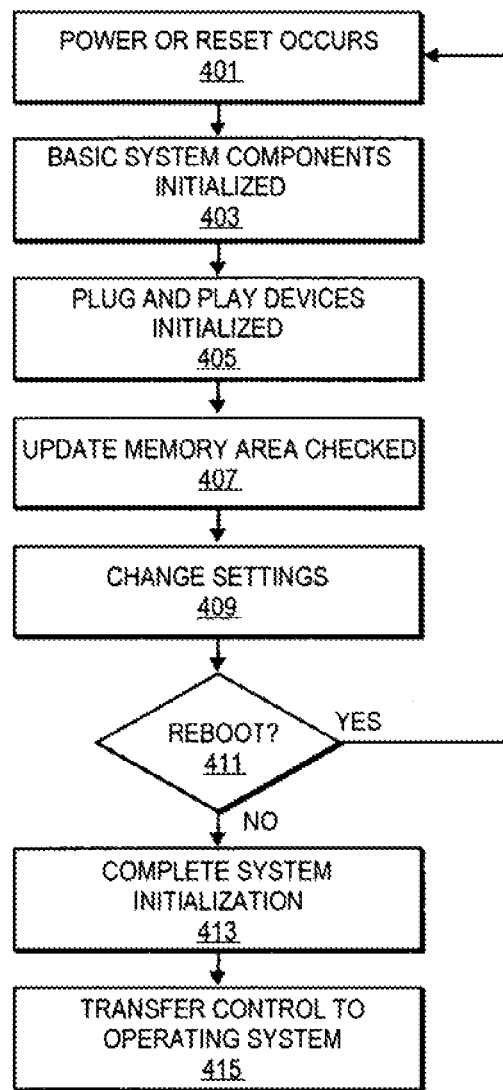 POWER OR RESET OCCURS
401
BASIC SYSTEM COMPONENTS
INITIALIZED
403
PLUG AND PLAY DEVICES
INITIALIZED
405
UPDATE MEMORY AREA CHECKED
407
CHANGE SETTINGS
409
REBOOT?
411
YES
NO
COMPLETE SYSTEM
INITIALIZATION
413
TRANSFER CONTROL TO
OPERATING SYSTEM
415